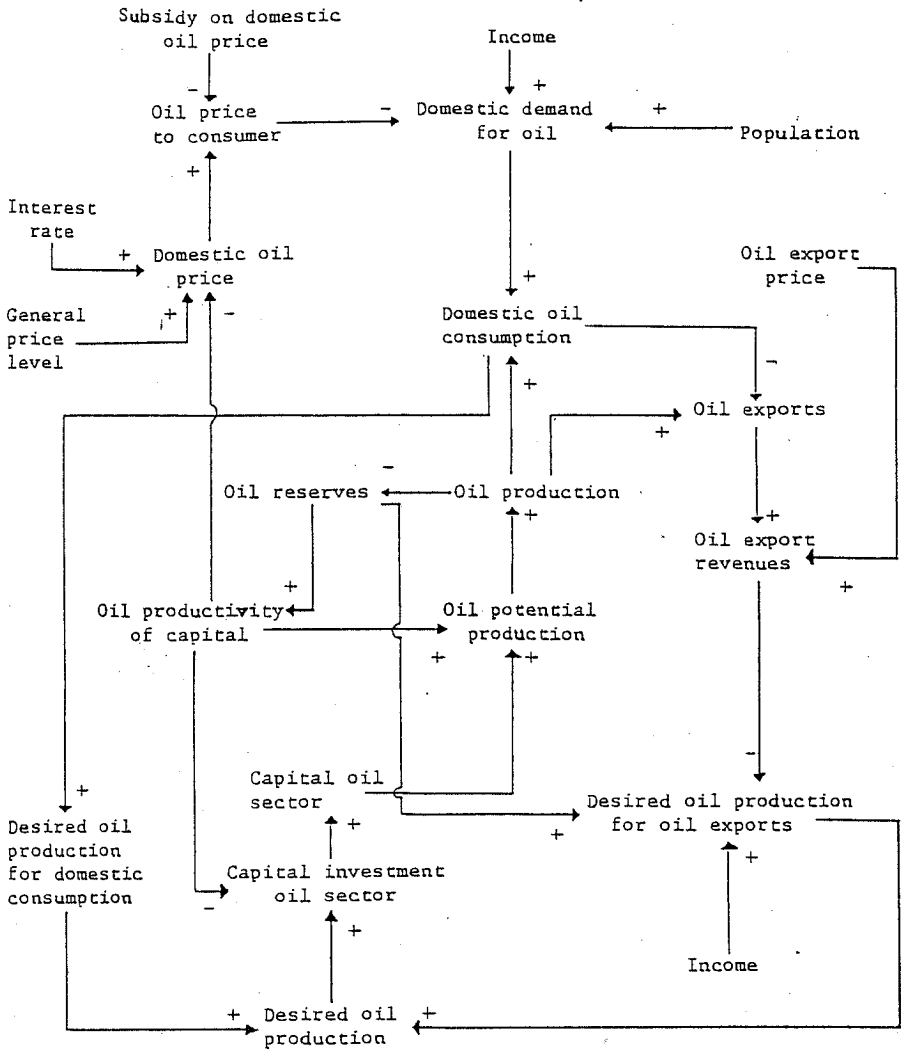 Subsidy on domestic
oil price
Income
-
+
Oil price
to consumer
-
Domestic demand
for oil
+
Population
+
Interest
rate
+
Domestic oil
price
Oil export
price
+
General
price
level
+
-
Domestic oil
consumption
-
+
Oil exports
+
-
Oil reserves
Oil production
+
+
Oil export
revenues
+
+
Oil productivity
of capital
Oil potential
production
+
+
-
Capital oil
sector
+
Desired oil production
for oil exports
+
Desired oil
production
for domestic
consumption
+
+
Capital investment
oil sector
-
+
Income
+
Desired oil
production
+